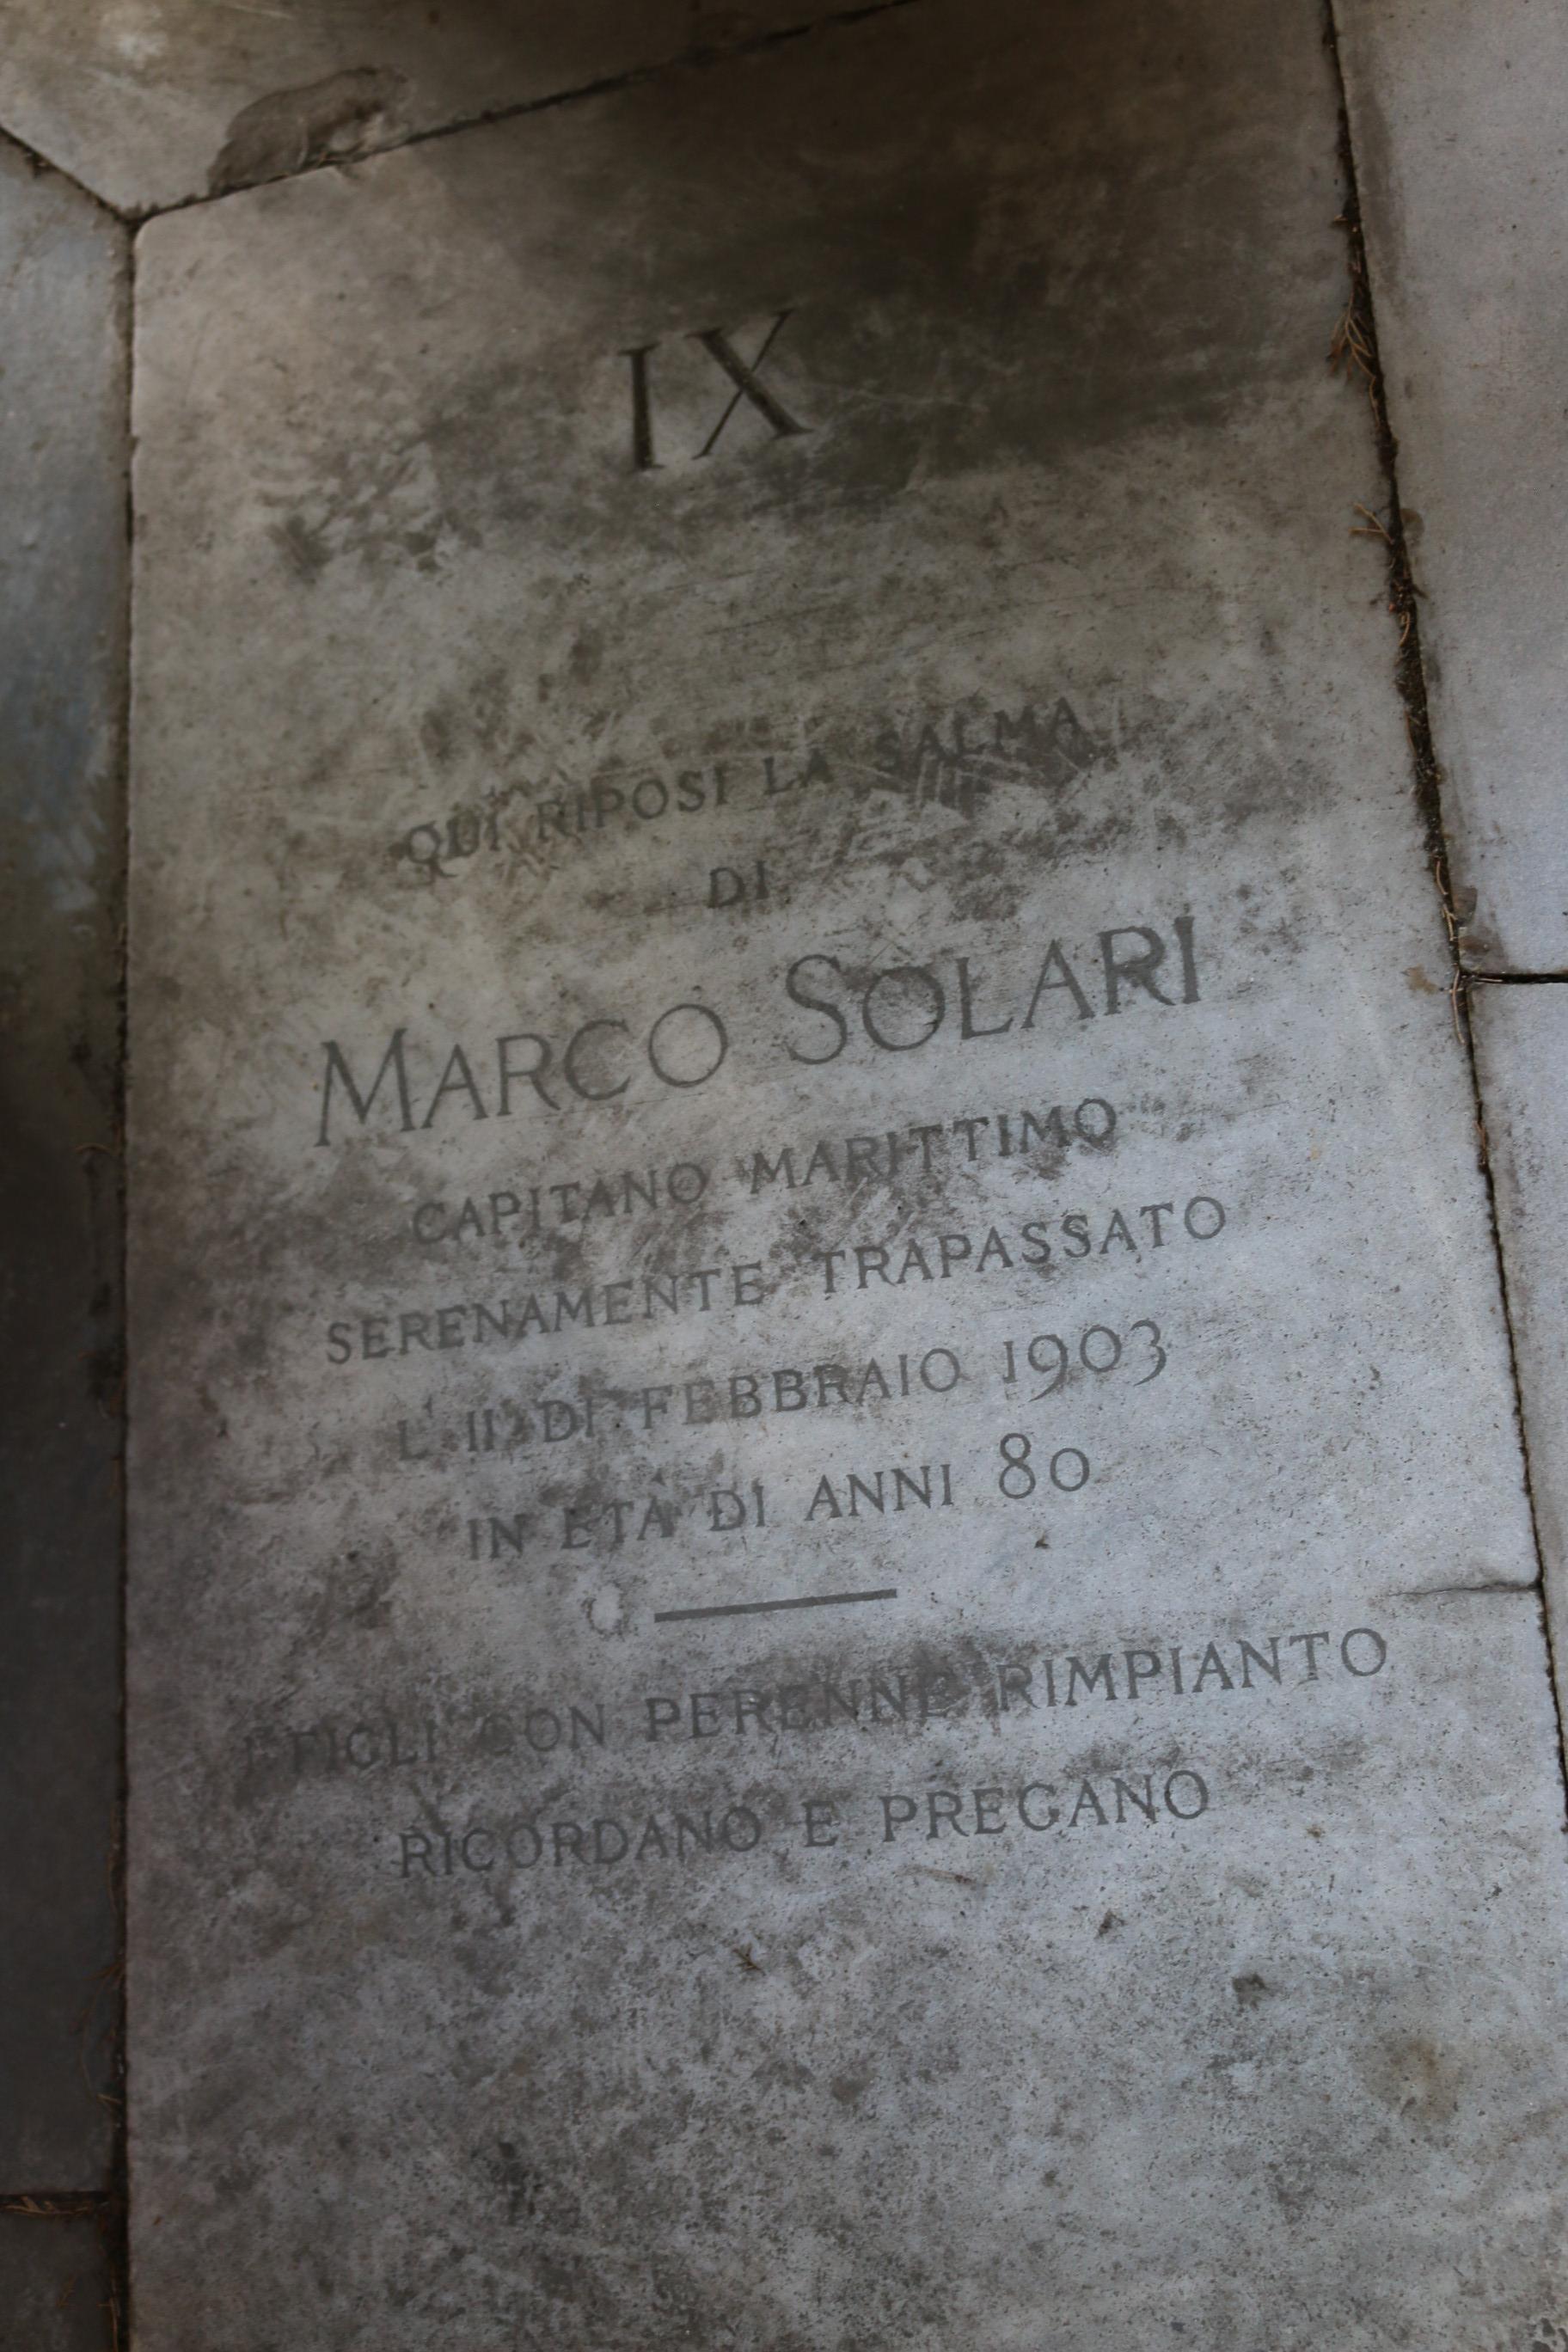 IX
QUI RIPOSI LA SALMA
DI
MARCO SOLARI
CAPITANO MARITTIMO
SERENAMENTE TRAPASSATO
L' 11 DI FEBBRAIO 1903
IN ETÀ DI ANNI 80
I FIGLI CON PERENNE RIMPIANTO
RICORDANO E PREGANO